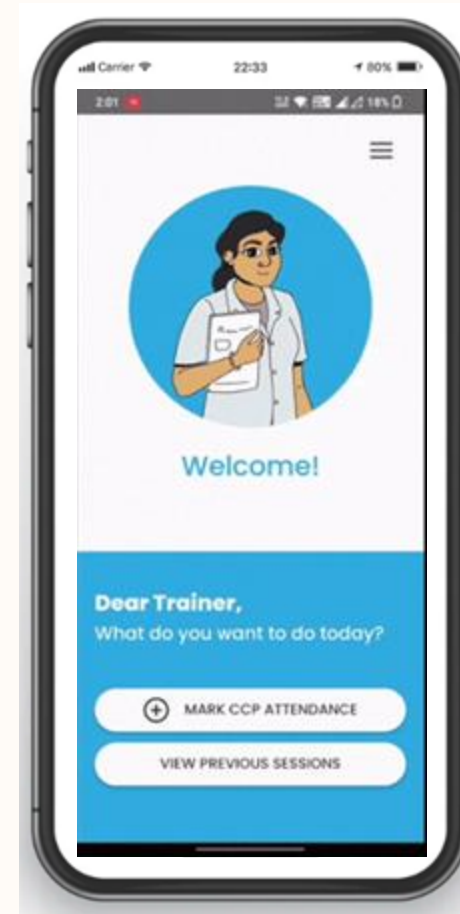 Carrier 22:33 80%
2:01 18%
Welcome!
Dear Trainer,
What do you want to do today?
MARK CCP ATTENDANCE
VIEW PREVIOUS SESSIONS